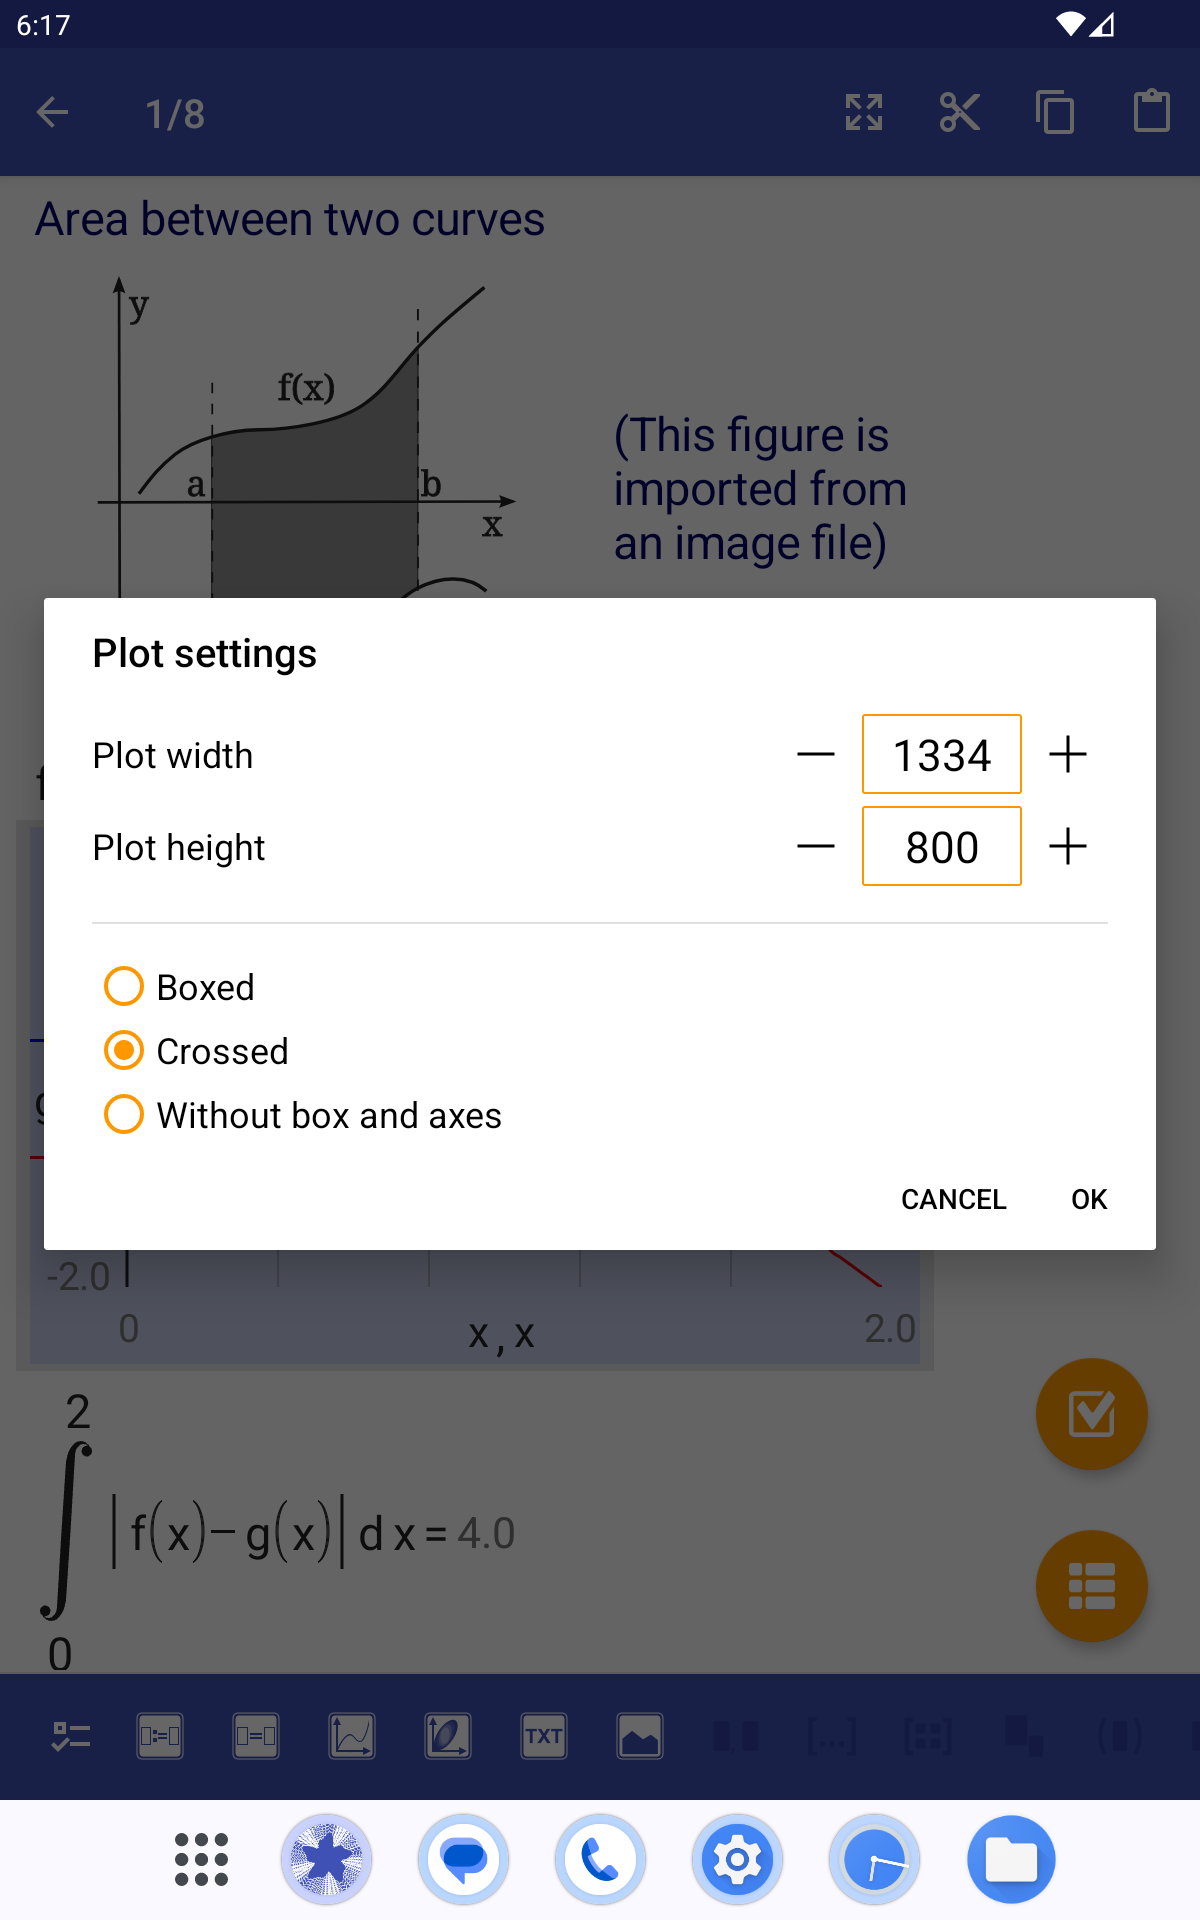 6:17
1/8
Area between two curves
y
f(x)
a
b
x
(This figure is
imported from
an image file)
Plot settings
Plot width
1334
Plot height
800
Boxed
Crossed
Without box and axes
CANCEL
OK
-2.0
0
x , x
2.0
2
∫ | f(x) − g(x) | d x = 4.0
0
▯:=▯
▯=▯
TXT
[...]